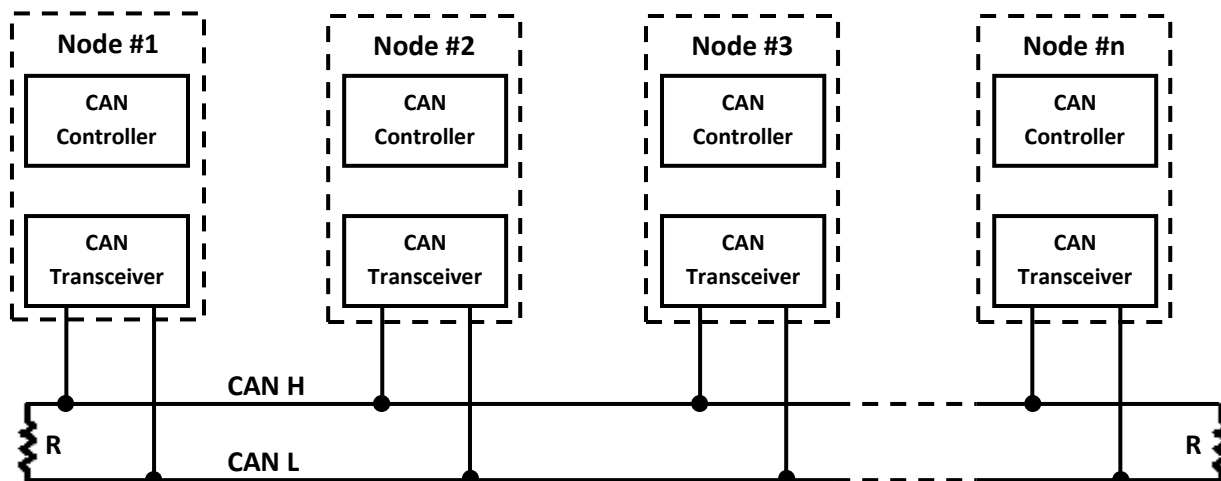 Node #1
Node #2
Node #3
Node #n
CAN
Controller
CAN
Controller
CAN
Controller
CAN
Controller
CAN
Transceiver
CAN
Transceiver
CAN
Transceiver
CAN
Transceiver
CAN H
R
R
CAN L